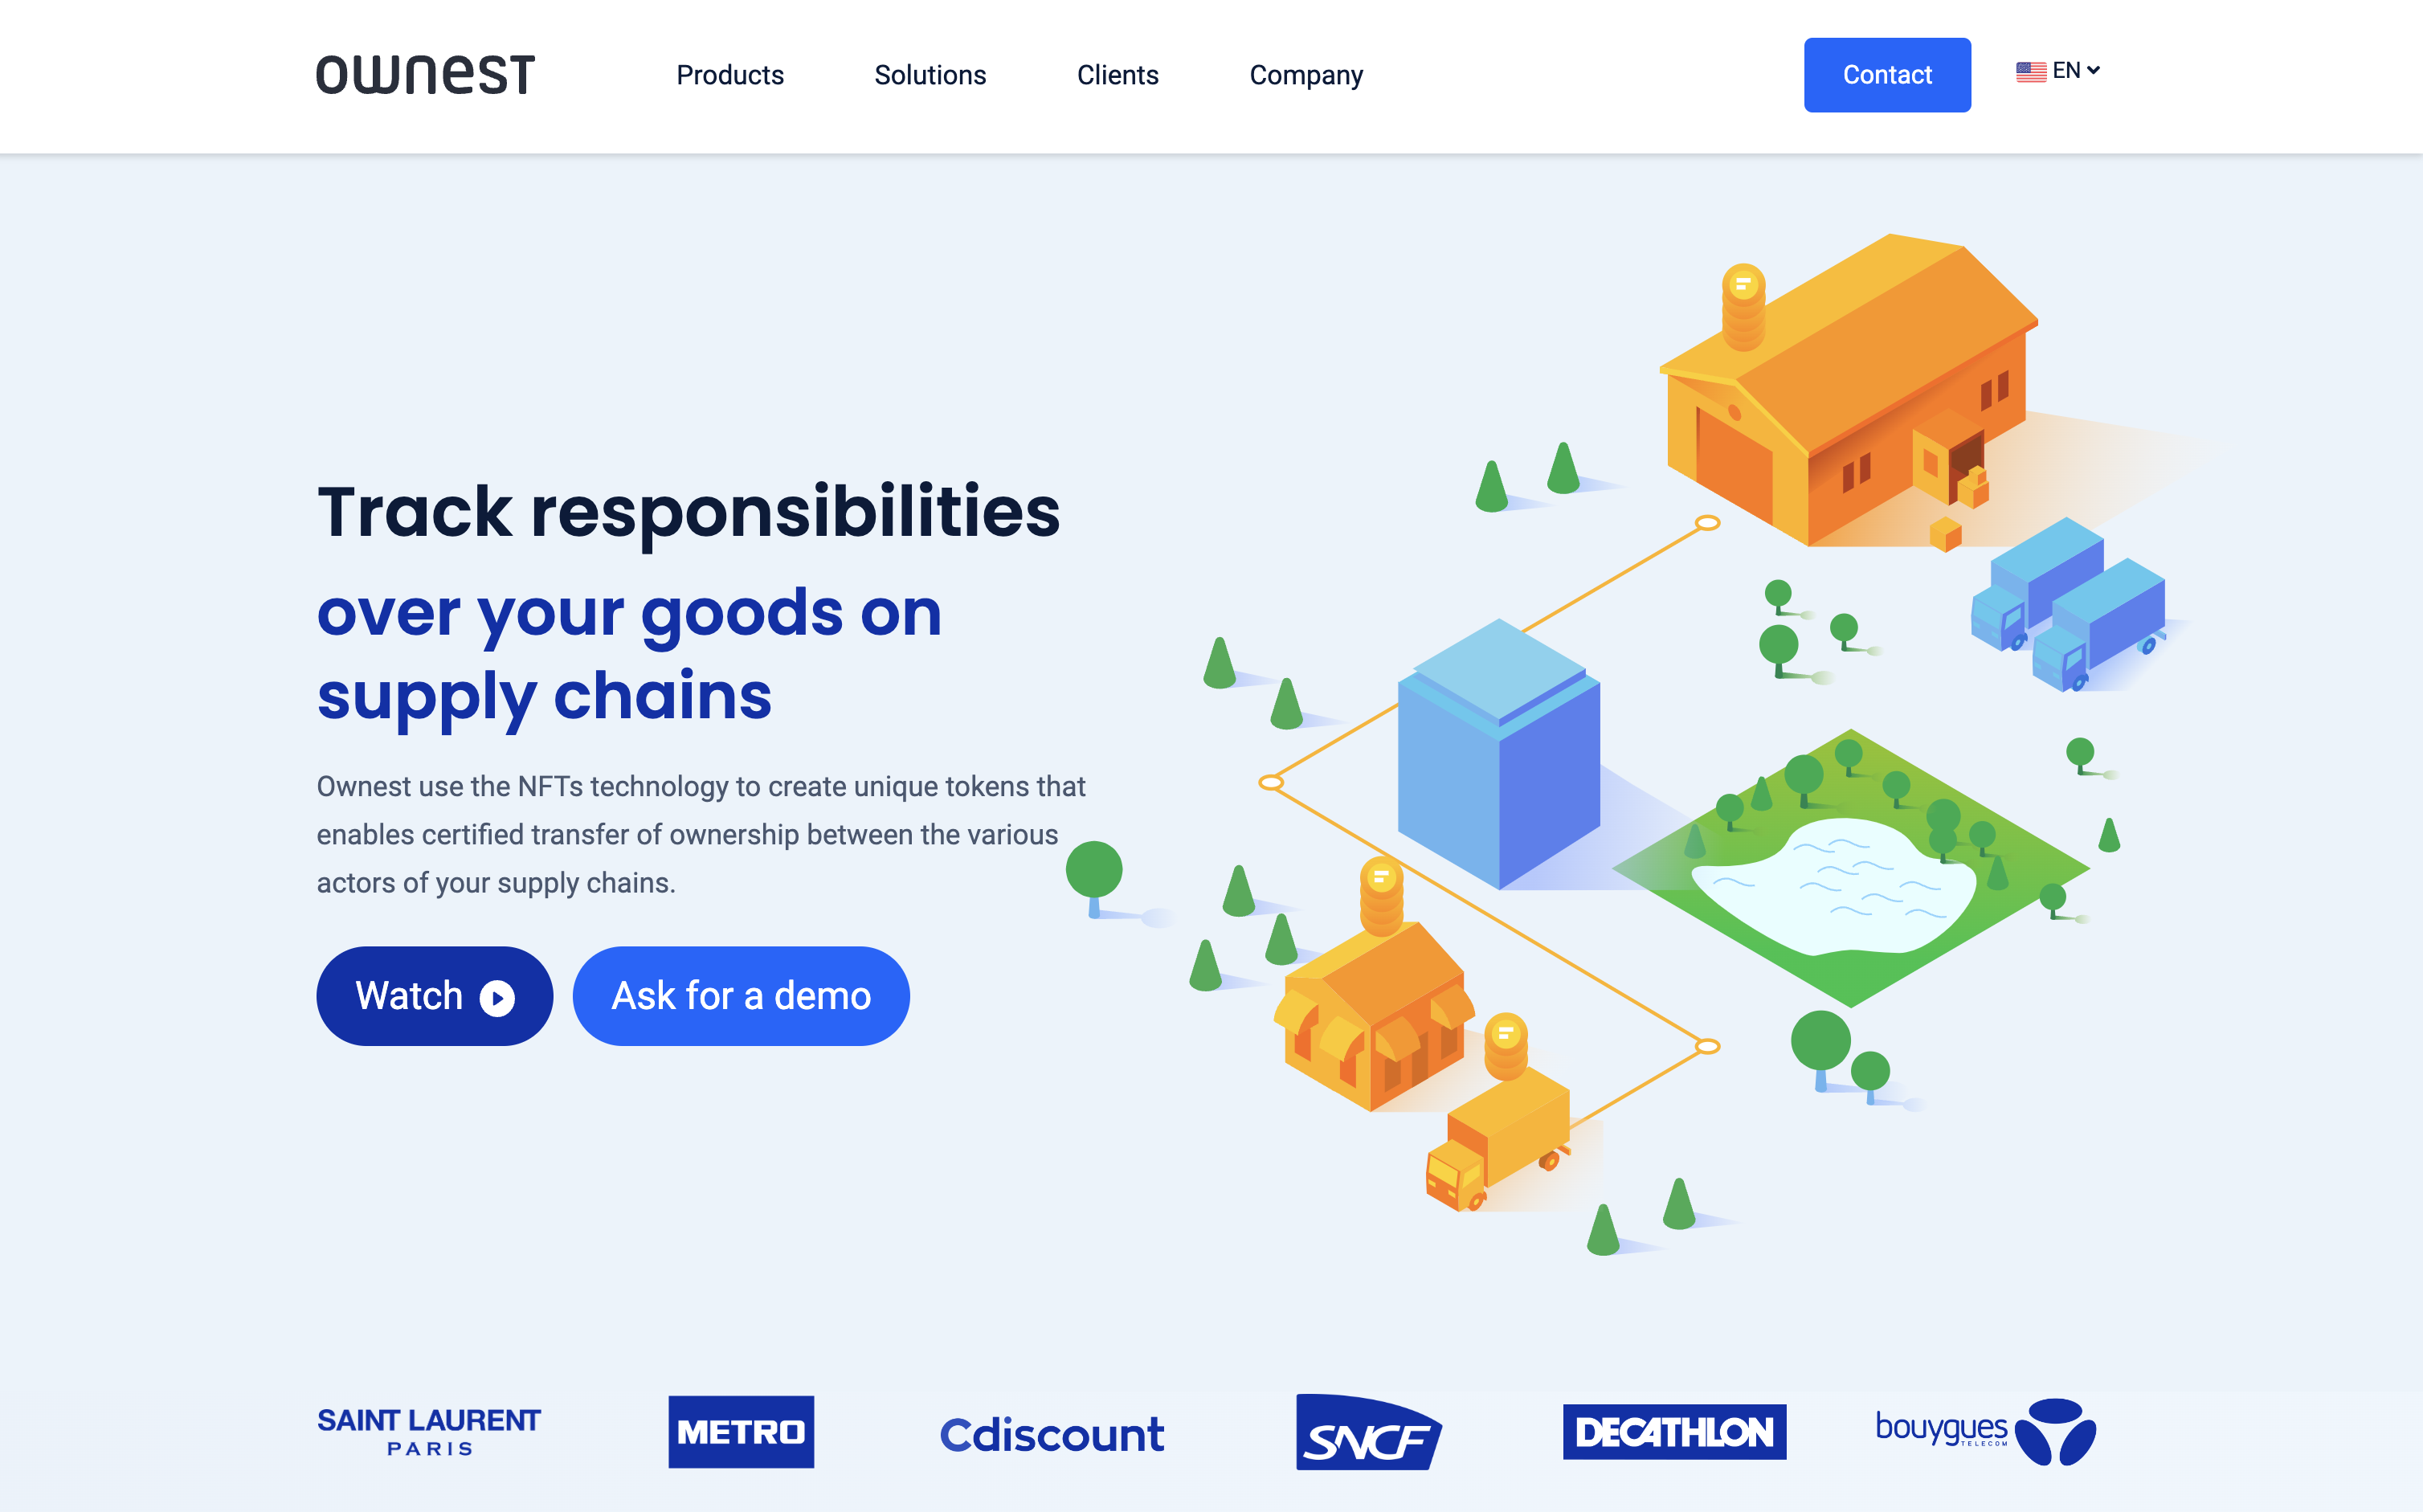 ownest
Products
Solutions
Clients
Company
Contact
EN
Track responsibilities
over your goods on
supply chains
Ownest use the NFTs technology to create unique tokens that
enables certified transfer of ownership between the various
actors of your supply chains.
Watch
Ask for a demo
SAINT LAURENT
PARIS
METRO
Cdiscount
SNCF
DECATHLON
bouygues
TELECOM